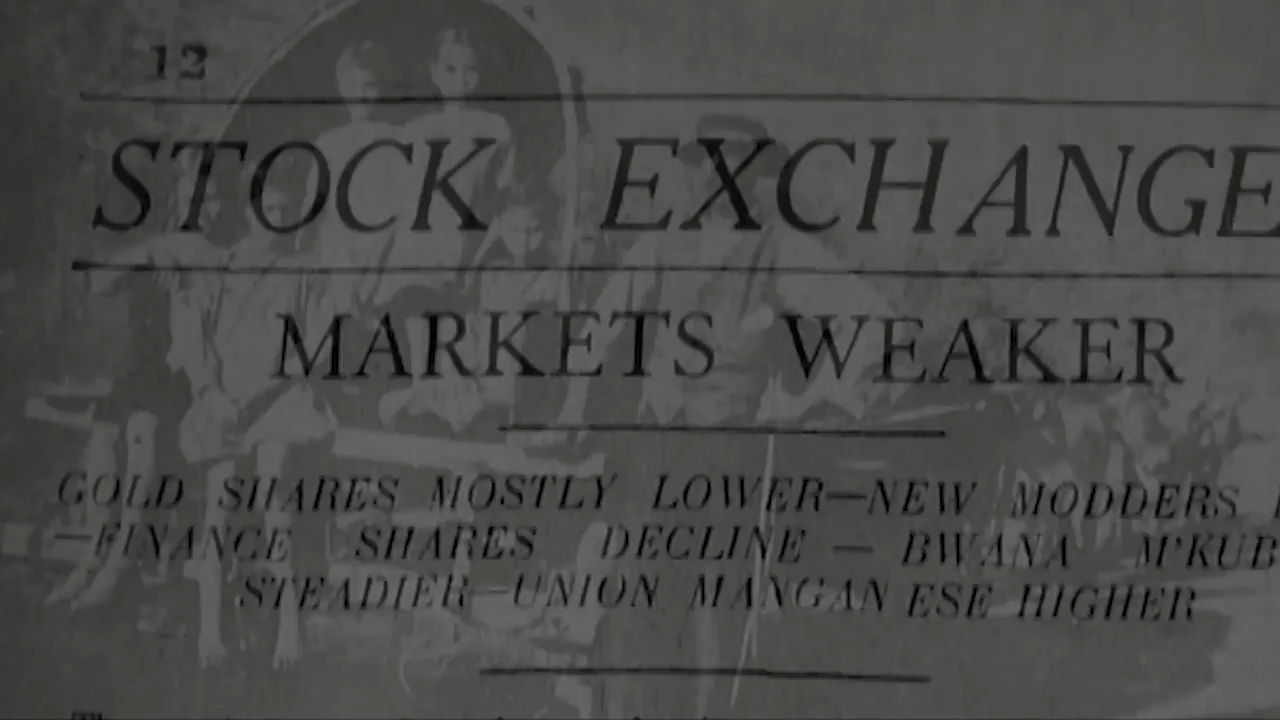 12
STOCK EXCHANGE
MARKETS WEAKER
GOLD SHARES MOSTLY LOWER—NEW MODDERS
—FINANCE SHARES DECLINE — BWANA M'KUB
STEADIER—UNION MANGANESE HIGHER